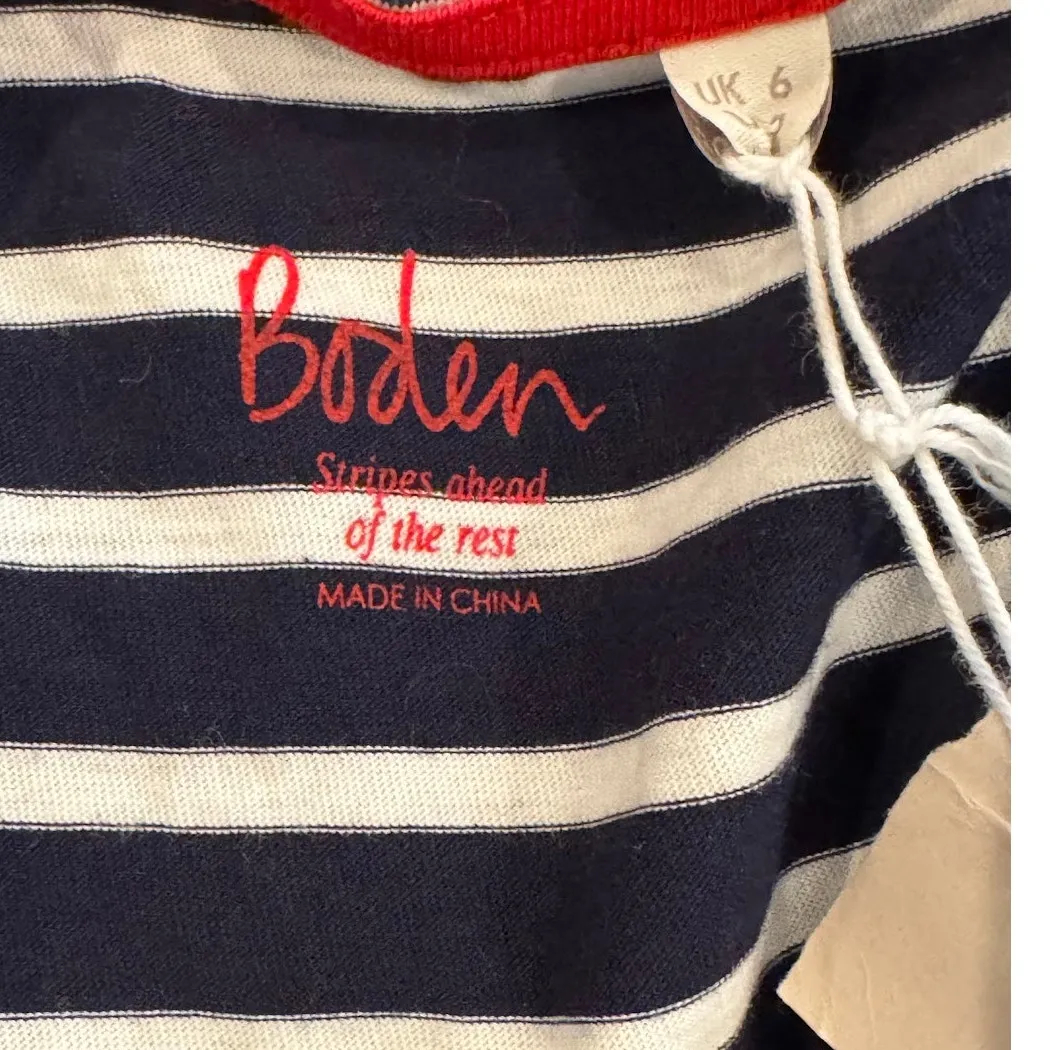 UK 6
Boden
Stripes ahead
of the rest
MADE IN CHINA